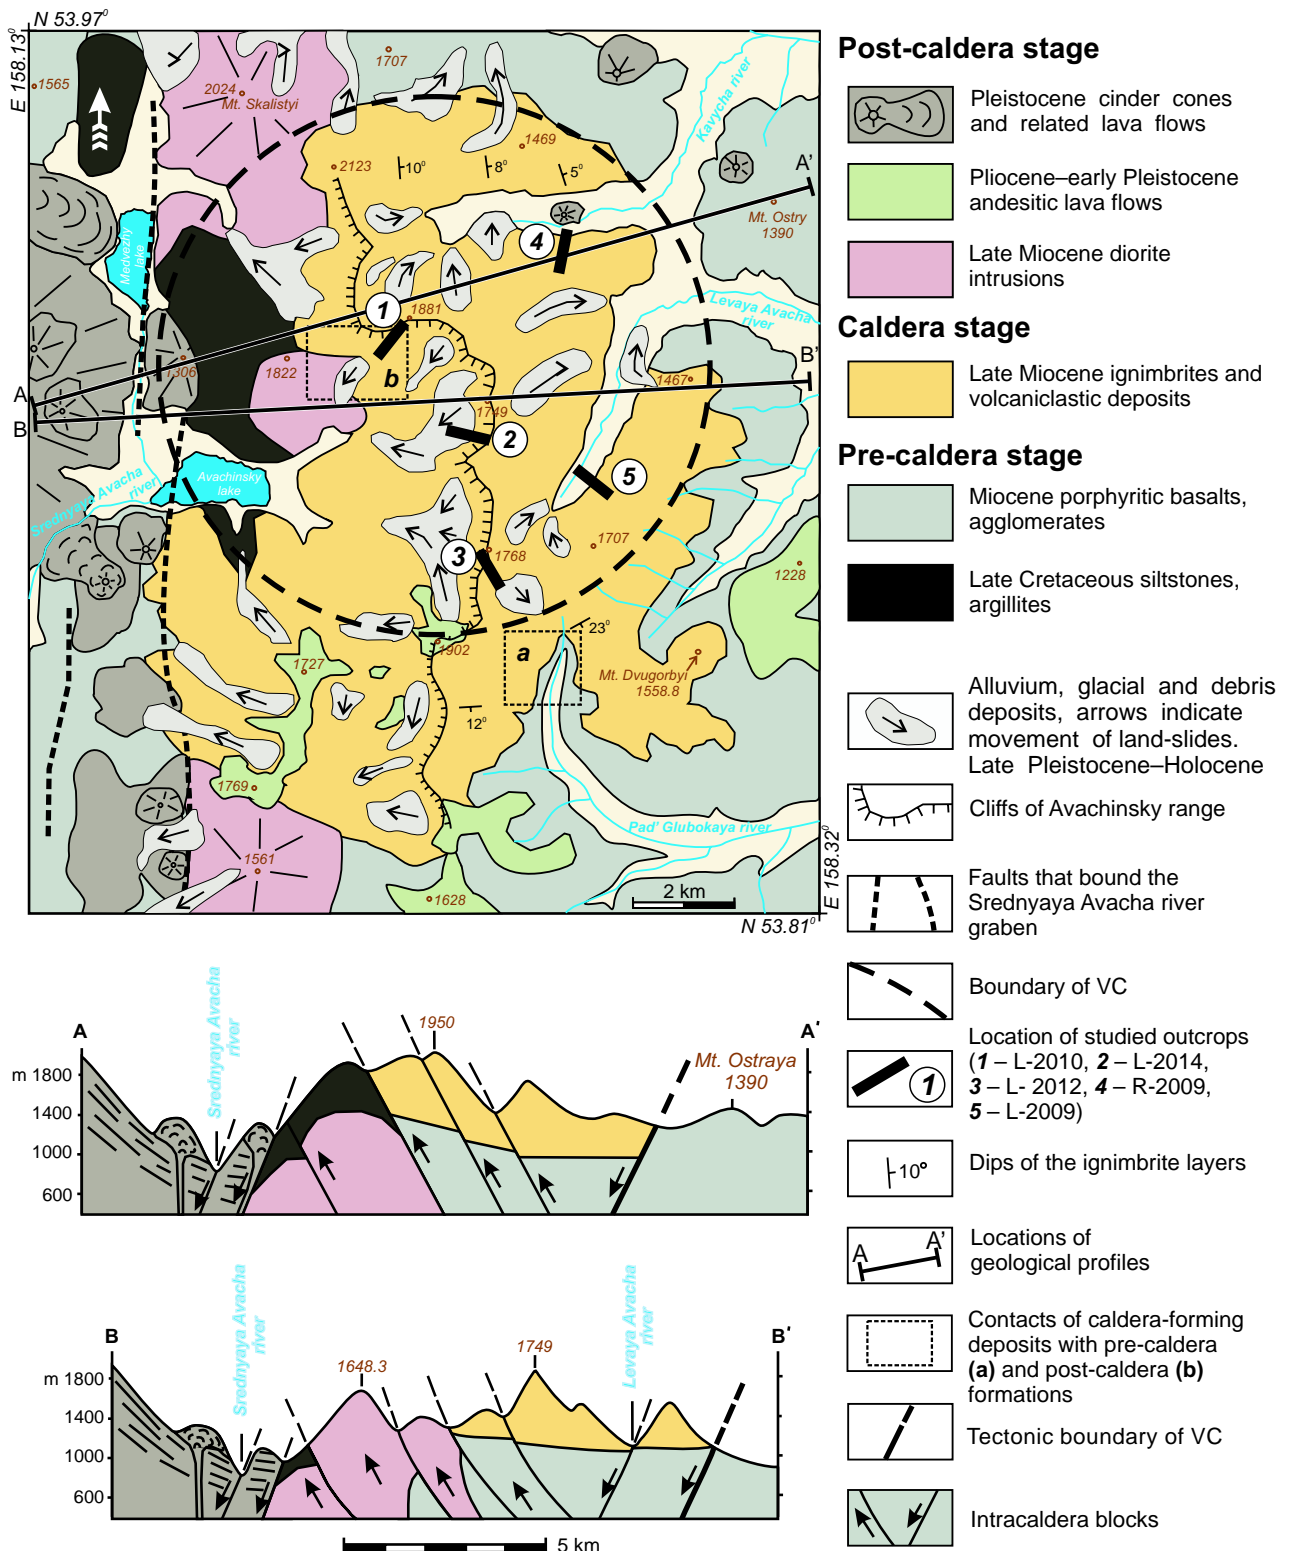 N 53.97⁰
E 158.13⁰
1565
2024
Mt. Skalistyi
1707
Kavycha river
1469
2123
10⁰
8⁰
5⁰
A'
Mt. Ostry
1390
Medvezhy
lake
4
1
1881
Levaya Avacha
river
B'
1306
1822
b
1467
A
B
1749
2
5
Avachinsky
lake
Srednyaya Avacha
river
3
1768
1707
1228
23⁰
1902
a
1727
Mt. Dvugorbyi
1558.8
12⁰
1769
Pad' Glubokaya river
1561
1628
2 km
E 158.32⁰
N 53.81⁰
Post-caldera stage
Pleistocene cinder cones
and related lava flows
Pliocene–early Pleistocene
andesitic lava flows
Late Miocene diorite
intrusions
Caldera stage
Late Miocene ignimbrites and
volcaniclastic deposits
Pre-caldera stage
Miocene porphyritic basalts,
agglomerates
Late Cretaceous siltstones,
argillites
Alluvium, glacial and debris
deposits, arrows indicate
movement of land-slides.
Late Pleistocene–Holocene
Cliffs of Avachinsky range
Faults that bound the
Srednyaya Avacha river
graben
Boundary of VC
1
Location of studied outcrops
(1 – L-2010, 2 – L-2014,
3 – L- 2012, 4 – R-2009,
5 – L-2009)
10°
Dips of the ignimbrite layers
A
A'
Locations of
geological profiles
Contacts of caldera-forming
deposits with pre-caldera
(a) and post-caldera (b)
formations
Tectonic boundary of VC
Intracaldera blocks
A
Srednyaya Avacha
river
1950
A'
Mt. Ostraya
1390
m 1800
1400
1000
600
B
Srednyaya Avacha
river
1648.3
1749
Levaya Avacha
river
B'
m 1800
1400
1000
600
5 km